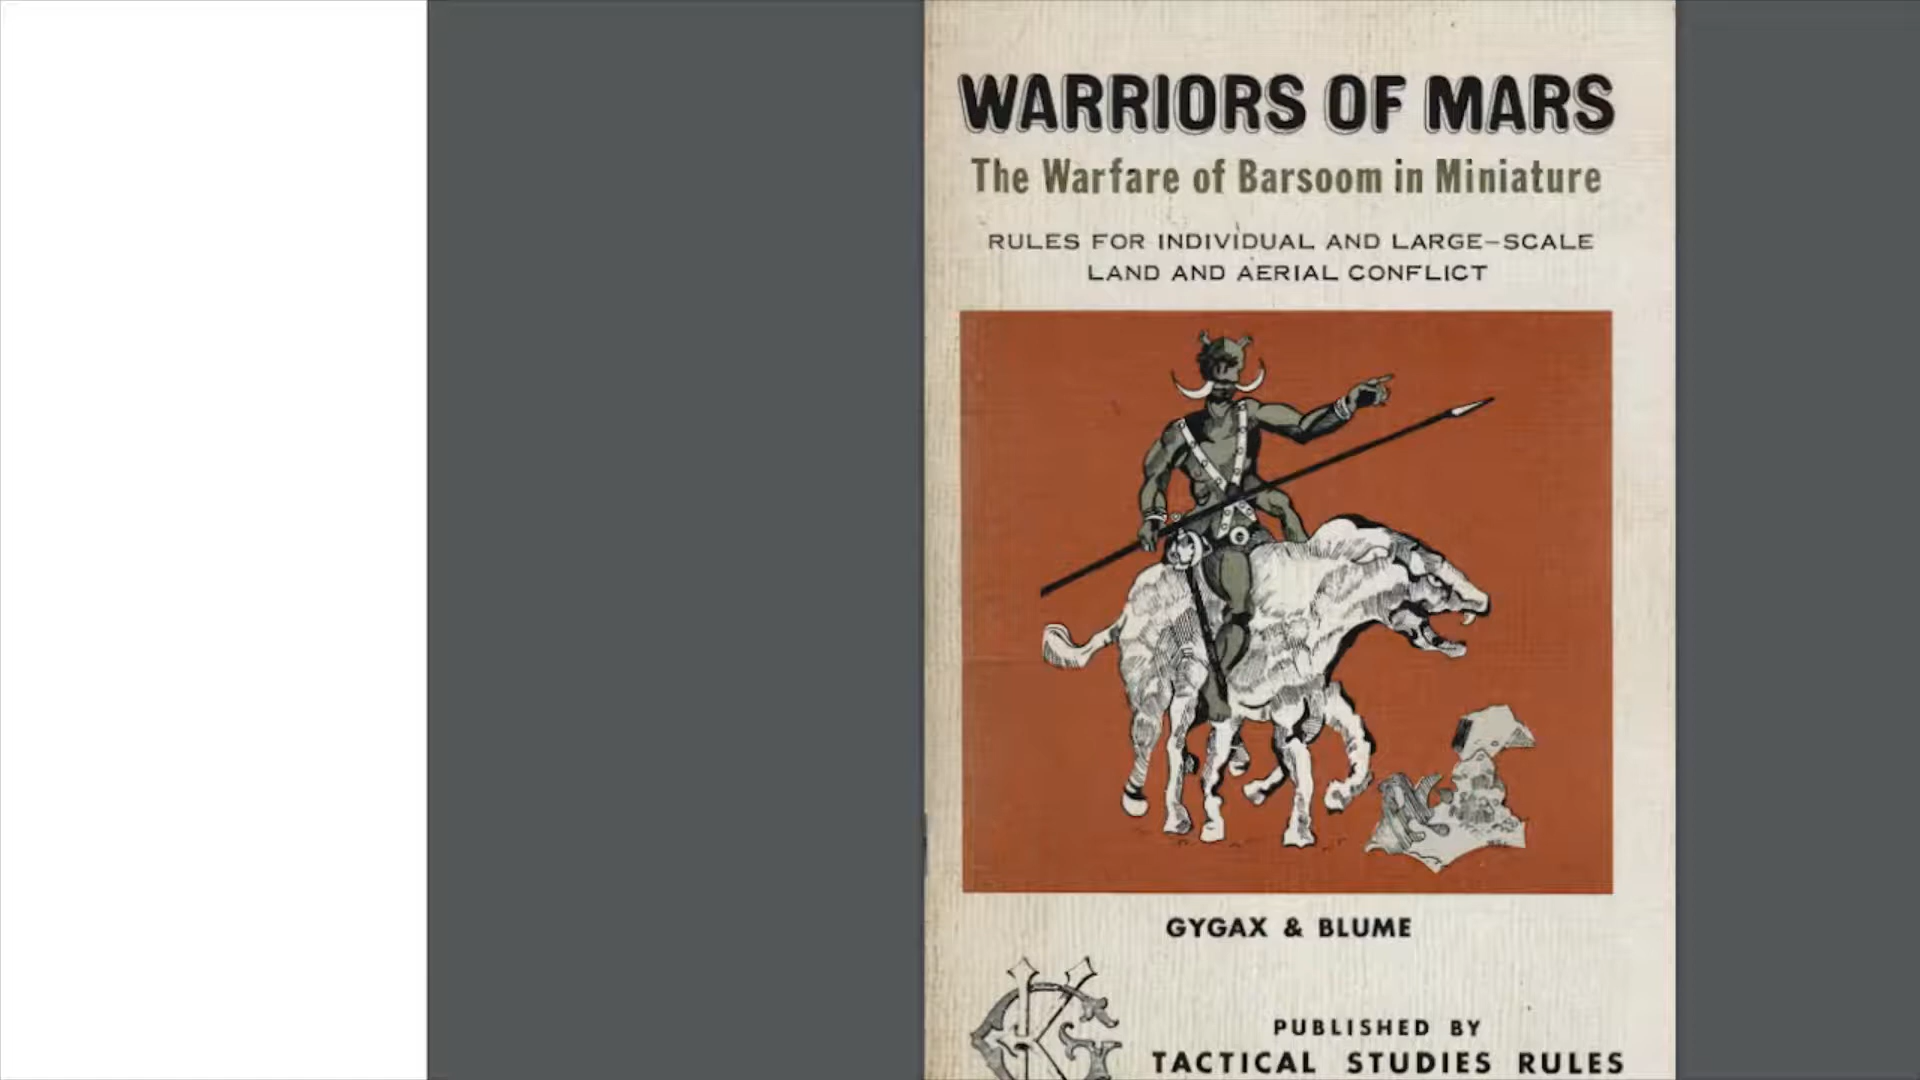 WARRIORS OF MARS
The Warfare of Barsoom in Miniature
RULES FOR INDIVIDUAL AND LARGE-SCALE
LAND AND AERIAL CONFLICT
GYGAX & BLUME
GK
PUBLISHED BY
TACTICAL STUDIES RULES